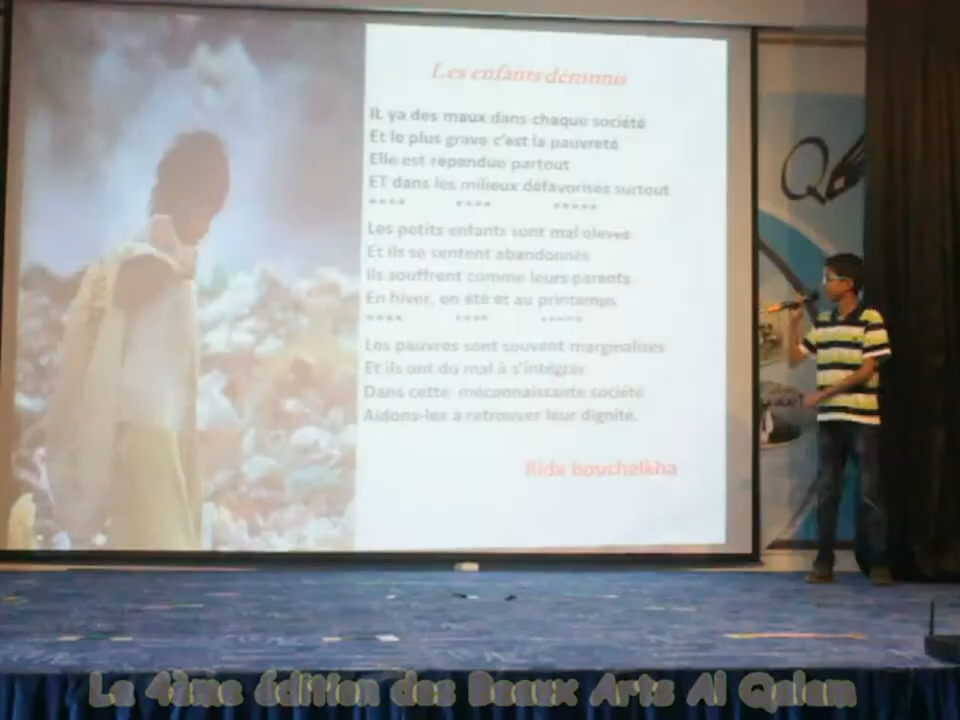 Les enfants démunis
IL ya des maux dans chaque société
Et le plus grave c'est la pauvreté
Elle est repandue partout
ET dans les milieux défavorises surtout
**** **** *****
Les petits enfants sont mal eleves
Et ils se sentent abandonnés
Ils souffrent comme leurs parents
En hiver, en été et au printemps
**** **** *****
Les pauvres sont souvent marginalises
Et ils ont du mal à s'intégrer
Dans cette méconnaissante société
Aidons-les à retrouver leur dignité.
Rida bouchelkha
Le 4ème édition des Beaux Arts Al Qalam